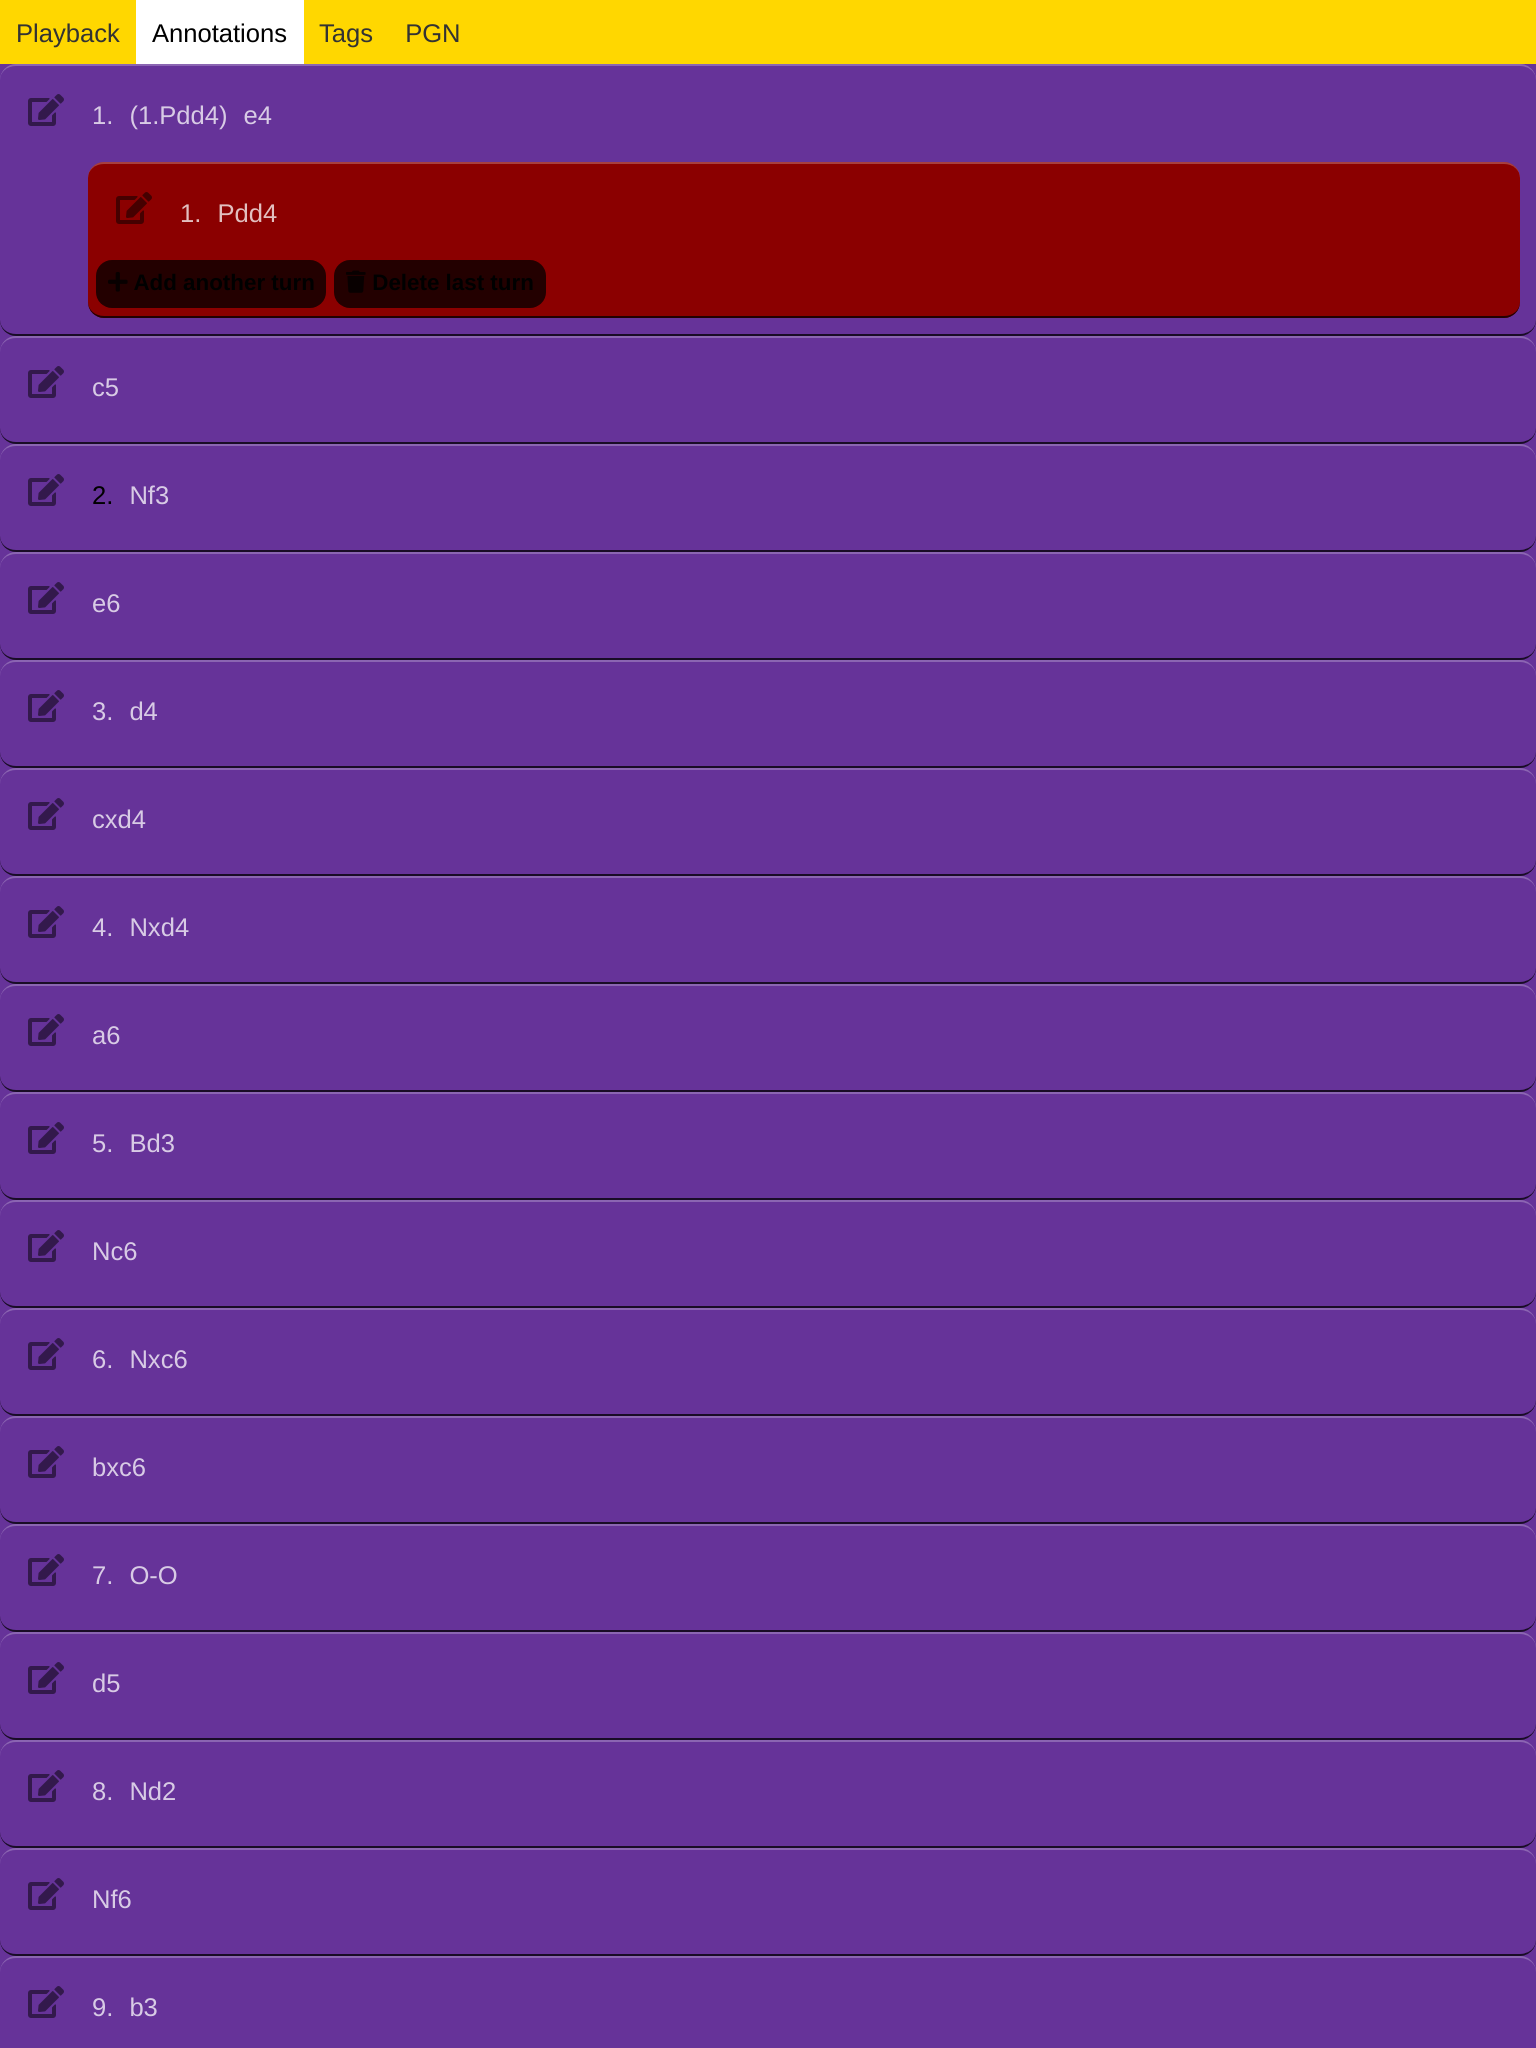 Playback Annotations Tags PGN
1. (1.Pdd4) e4
1. Pdd4
Add another turn Delete last turn
c5
2. Nf3
e6
3. d4
cxd4
4. Nxd4
a6
5. Bd3
Nc6
6. Nxc6
bxc6
7. O-O
d5
8. Nd2
Nf6
9. b3